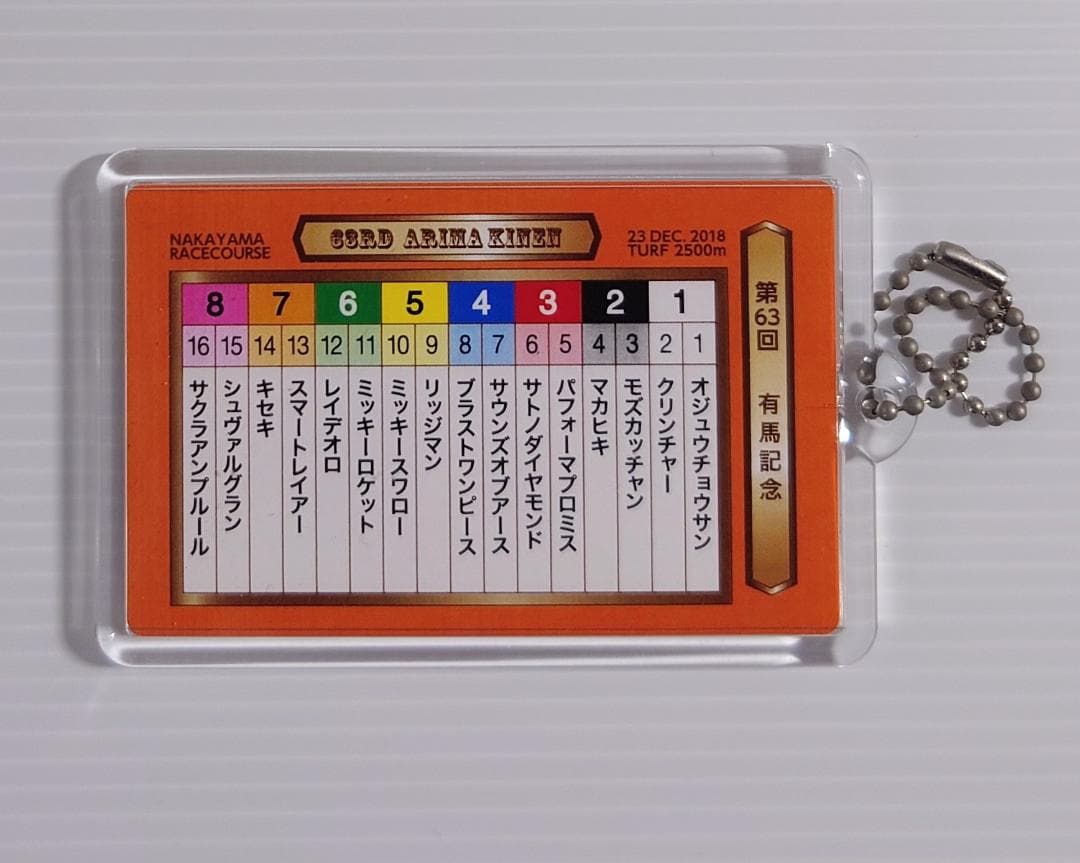 NAKAYAMA
RACECOURSE
63RD ARIMA KINEN
23 DEC. 2018
TURF 2500m
第63回 有馬記念
8 7 6 5 4 3 2 1
16 15 14 13 12 11 10 9 8 7 6 5 4 3 2 1
オジュウチョウサン
クリンチャー
モズカッチャン
マカヒキ
パフォーマプロミス
サトノダイヤモンド
サウンズオブアース
ブラストワンピース
リッジマン
ミッキースワロー
ミッキーロケット
レイデオロ
スマートレイアー
キセキ
シュヴァルグラン
サクラアンプルール